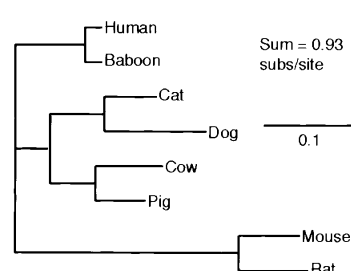 Human
Baboon
Sum = 0.93
subs/site
Cat
Dog
0.1
Cow
Pig
Mouse
Rat